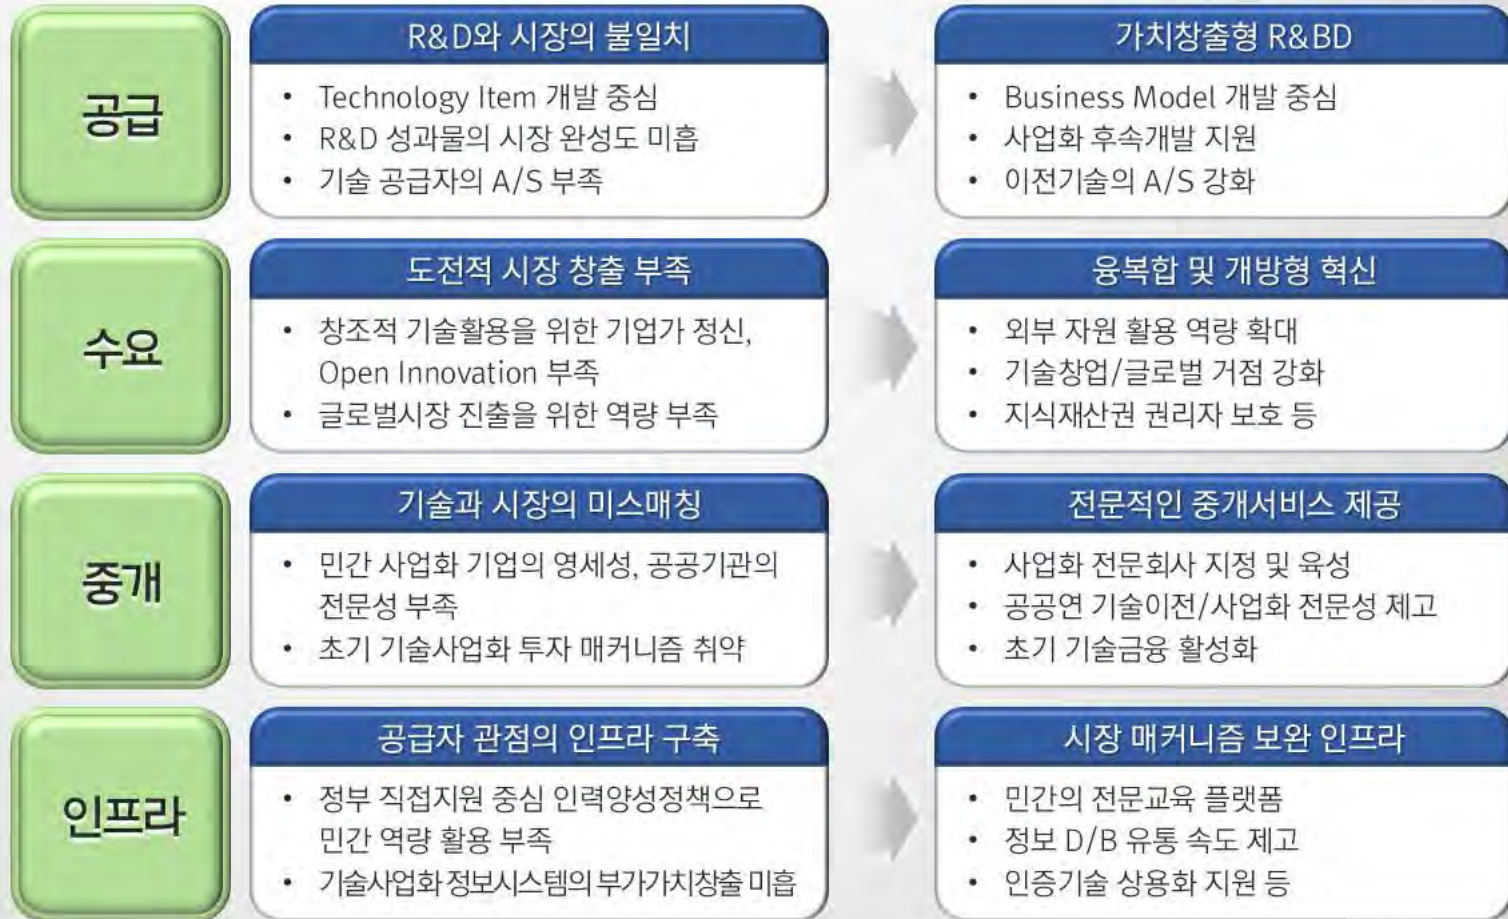 공급
R&D와 시장의 불일치
• Technology Item 개발 중심
• R&D 성과물의 시장 완성도 미흡
• 기술 공급자의 A/S 부족
가치창출형 R&BD
• Business Model 개발 중심
• 사업화 후속개발 지원
• 이전기술의 A/S 강화
수요
도전적 시장 창출 부족
• 창조적 기술활용을 위한 기업가 정신,
Open Innovation 부족
• 글로벌시장 진출을 위한 역량 부족
융복합 및 개방형 혁신
• 외부 자원 활용 역량 확대
• 기술창업/글로벌 거점 강화
• 지식재산권 권리자 보호 등
중개
기술과 시장의 미스매칭
• 민간 사업화 기업의 영세성, 공공기관의
전문성 부족
• 초기 기술사업화 투자 매커니즘 취약
전문적인 중개서비스 제공
• 사업화 전문회사 지정 및 육성
• 공공연 기술이전/사업화 전문성 제고
• 초기 기술금융 활성화
인프라
공급자 관점의 인프라 구축
• 정부 직접지원 중심 인력양성정책으로
민간 역량 활용 부족
• 기술사업화 정보시스템의 부가가치창출 미흡
시장 매커니즘 보완 인프라
• 민간의 전문교육 플랫폼
• 정보 D/B 유통 속도 제고
• 인증기술 상용화 지원 등